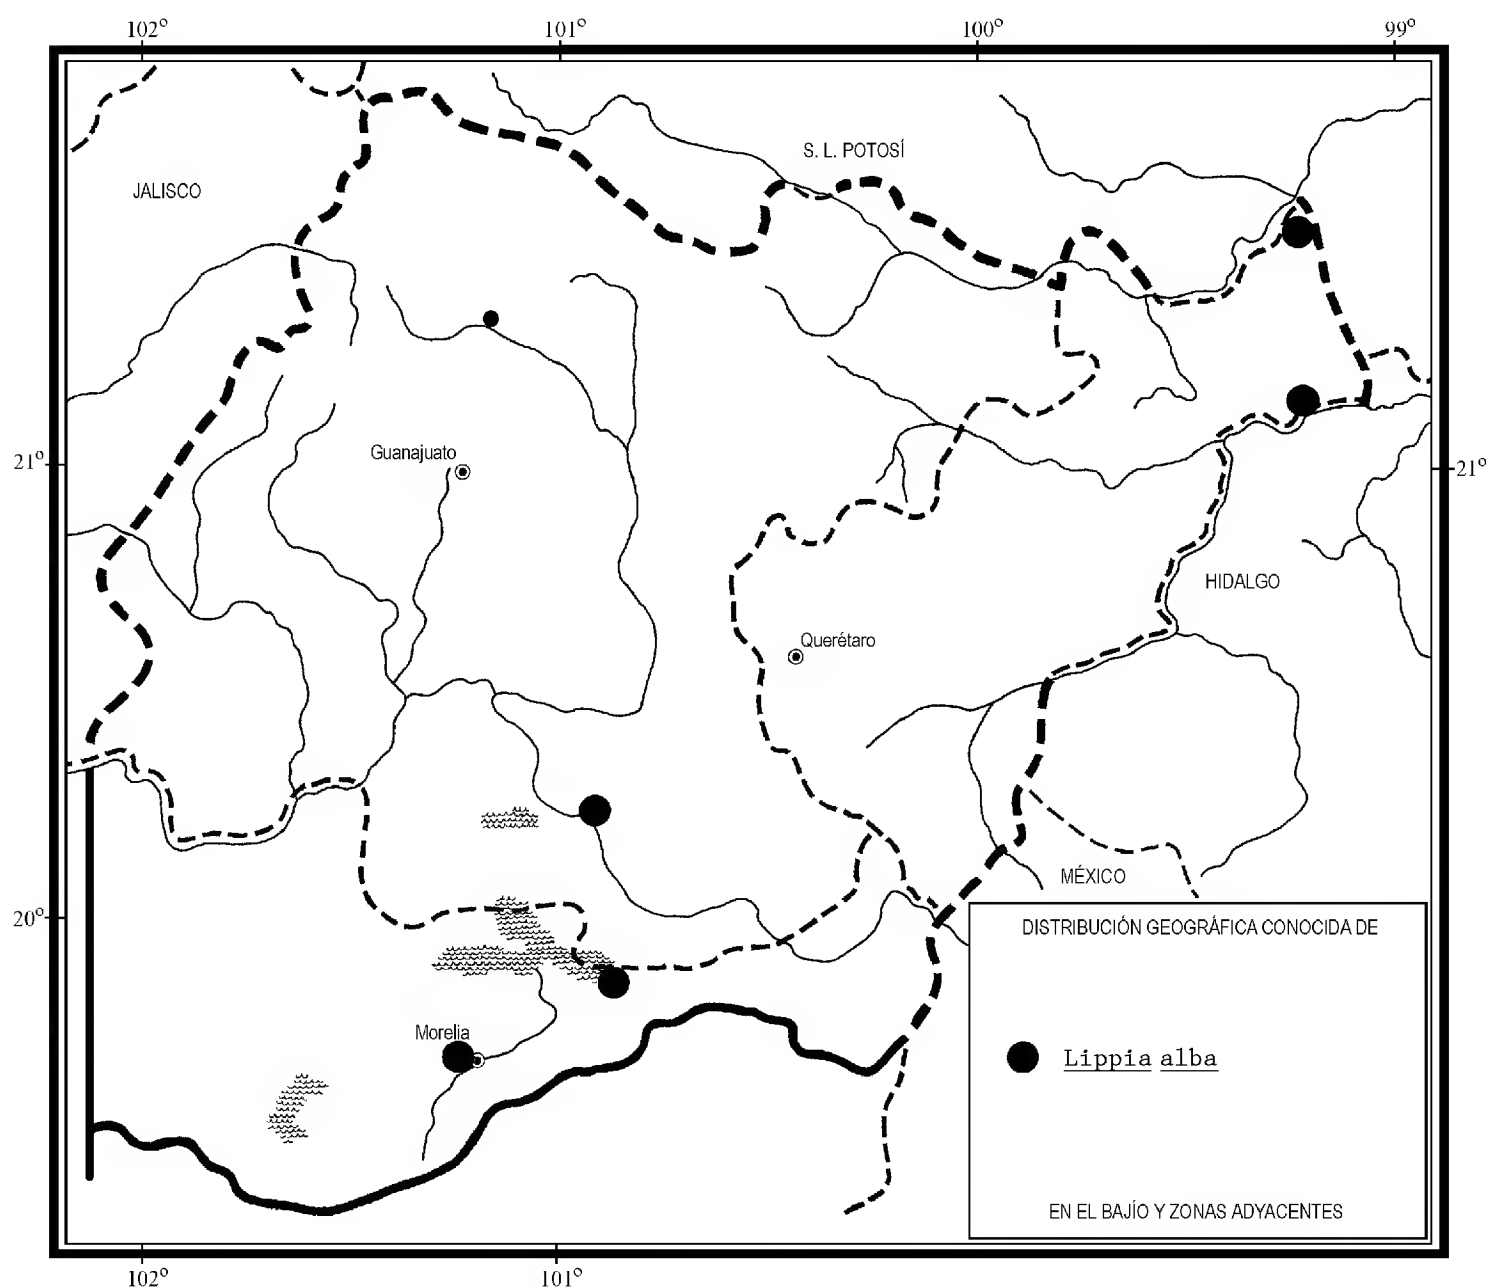 102° 101° 100° 99°
S. L. POTOSÍ
JALISCO
Guanajuato
21° 21°
HIDALGO
Querétaro
MÉXICO
20°
DISTRIBUCIÓN GEOGRÁFICA CONOCIDA DE
Morelia
Lippia alba
EN EL BAJÍO Y ZONAS ADYACENTES
102° 101°